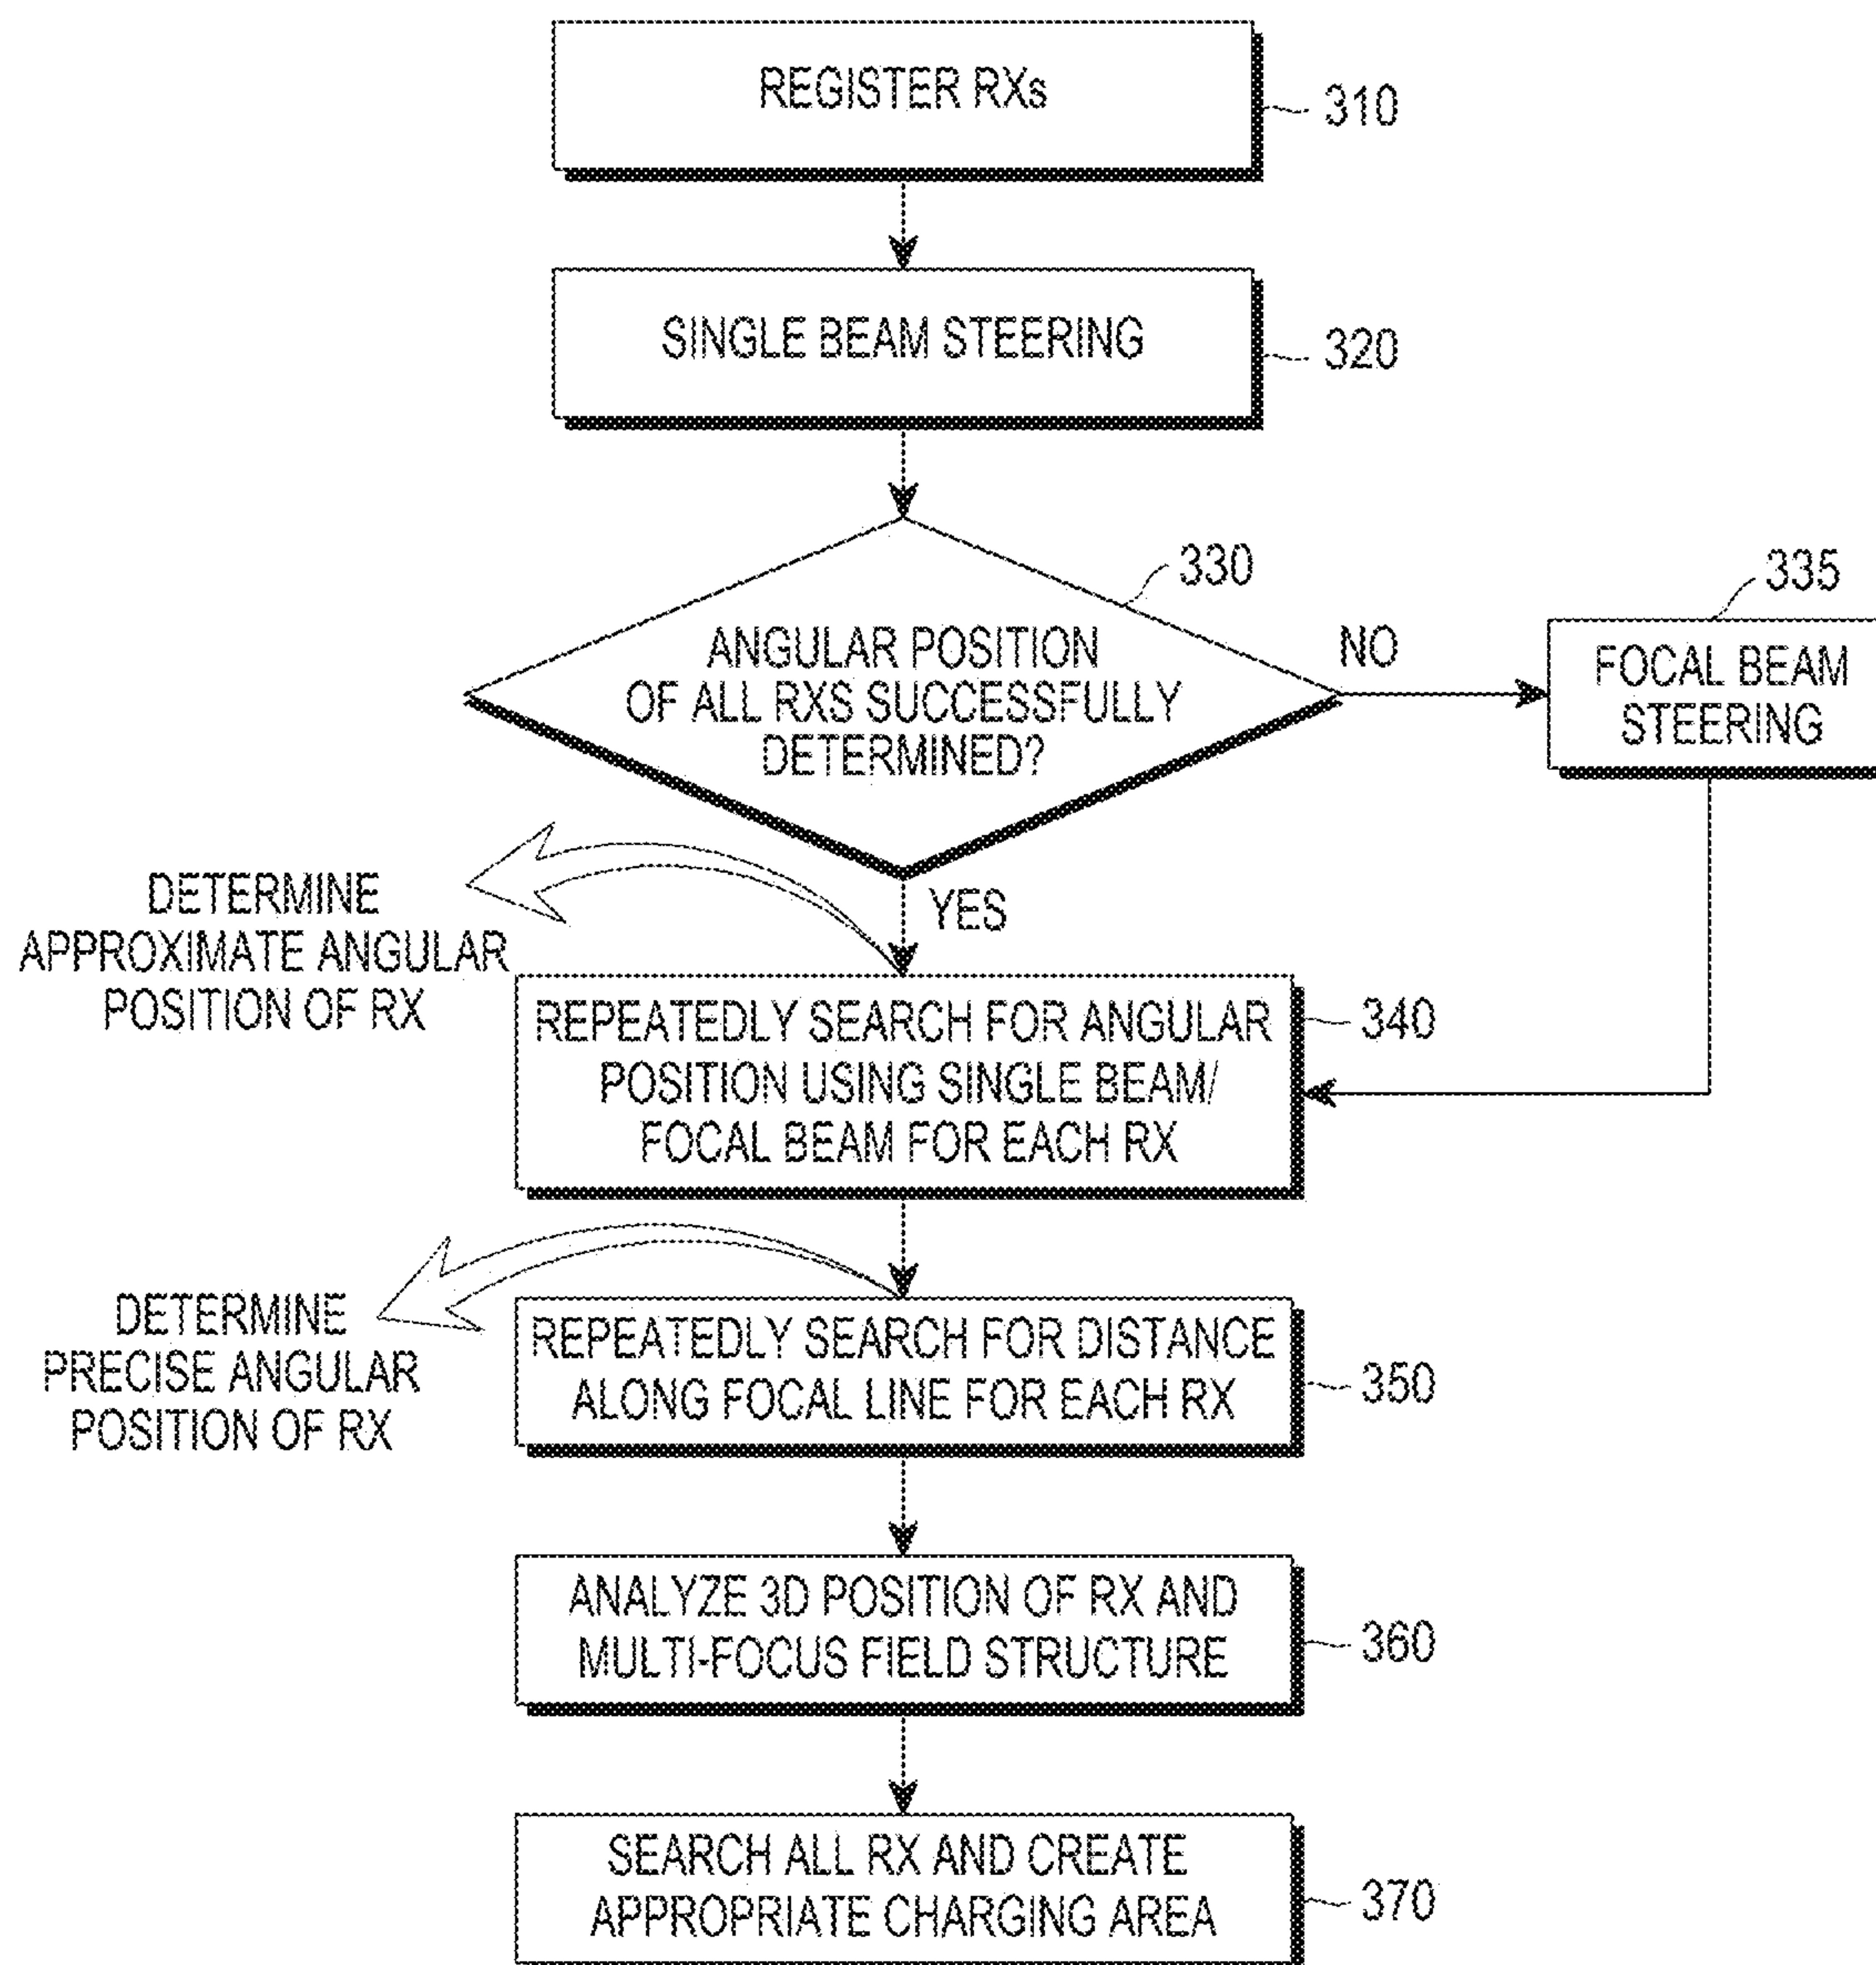 REGISTER RXs
310
SINGLE BEAM STEERING
320
330
ANGULAR POSITION
OF ALL RXS SUCCESSFULLY
DETERMINED?
NO
335
FOCAL BEAM
STEERING
YES
DETERMINE
APPROXIMATE ANGULAR
POSITION OF RX
REPEATEDLY SEARCH FOR ANGULAR
POSITION USING SINGLE BEAM/
FOCAL BEAM FOR EACH RX
340
DETERMINE
PRECISE ANGULAR
POSITION OF RX
REPEATEDLY SEARCH FOR DISTANCE
ALONG FOCAL LINE FOR EACH RX
350
ANALYZE 3D POSITION OF RX AND
MULTI-FOCUS FIELD STRUCTURE
360
SEARCH ALL RX AND CREATE
APPROPRIATE CHARGING AREA
370